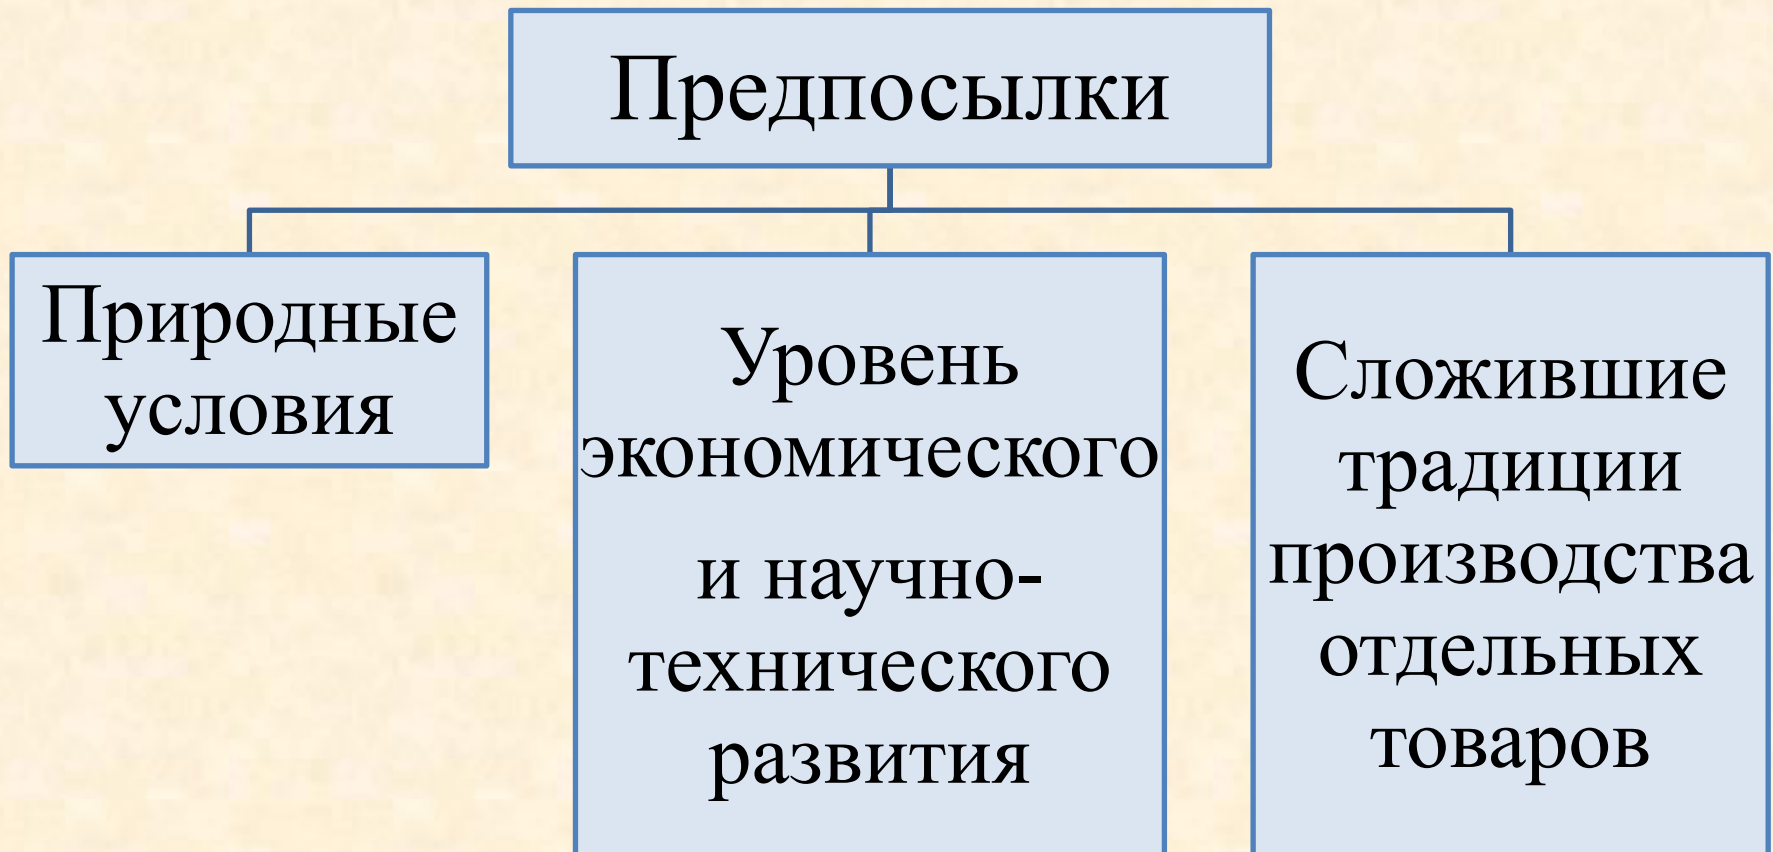 Предпосылки
Природные
условия
Уровень
экономического
и научно-
технического
развития
Сложившие
традиции
производства
отдельных
товаров